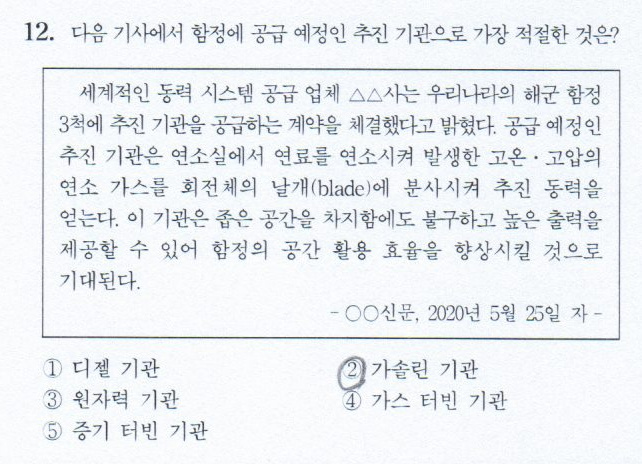 12. 다음 기사에서 함정에 공급 예정인 추진 기관으로 가장 적절한 것은?
세계적인 동력 시스템 공급 업체 △△사는 우리나라의 해군 함정
3척에 추진 기관을 공급하는 계약을 체결했다고 밝혔다. 공급 예정인
추진 기관은 연소실에서 연료를 연소시켜 발생한 고온·고압의
연소 가스를 회전체의 날개(blade)에 분사시켜 추진 동력을
얻는다. 이 기관은 좁은 공간을 차지함에도 불구하고 높은 출력을
제공할 수 있어 함정의 공간 활용 효율을 향상시킬 것으로
기대된다.
- ○○신문, 2020년 5월 25일 자 -
① 디젤 기관 ② 가솔린 기관
③ 원자력 기관 ④ 가스 터빈 기관
⑤ 증기 터빈 기관